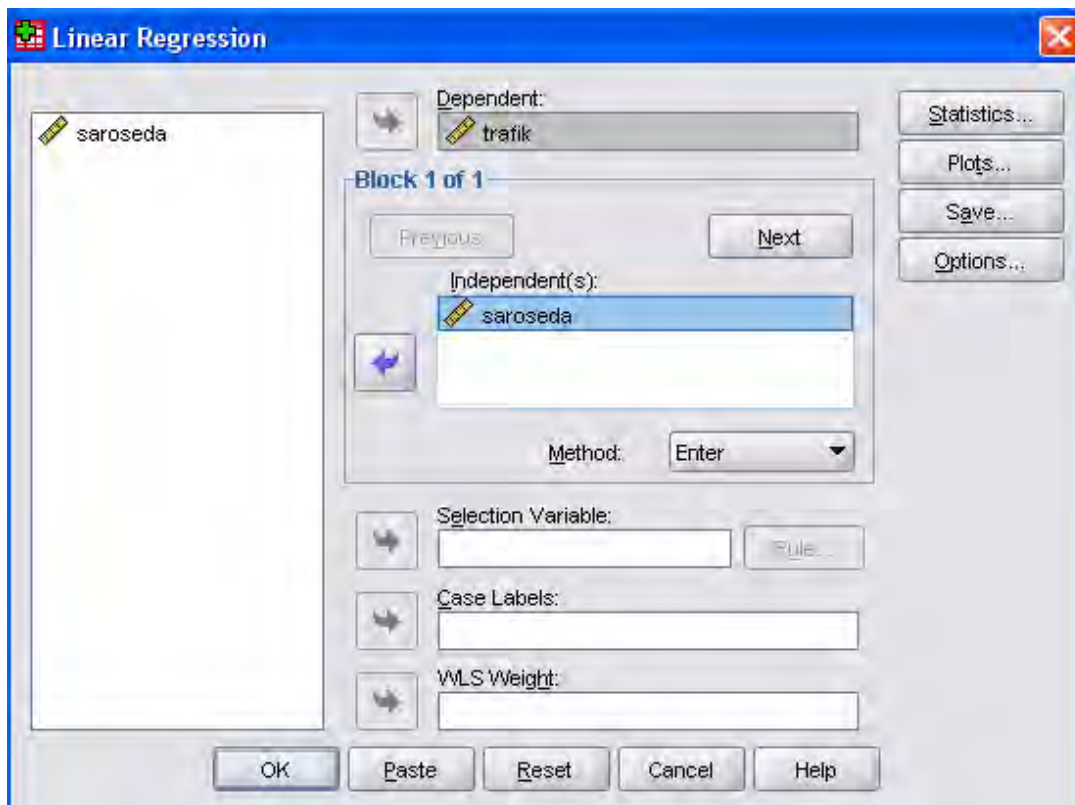 Linear Regression
saroseda
Dependent:
trafik
Statistics...
Plots...
Save...
Options...
Block 1 of 1
Previous
Next
Independent(s):
saroseda
Method:
Enter
Selection Variable:
Rule...
Case Labels:
WLS Weight:
OK
Paste
Reset
Cancel
Help